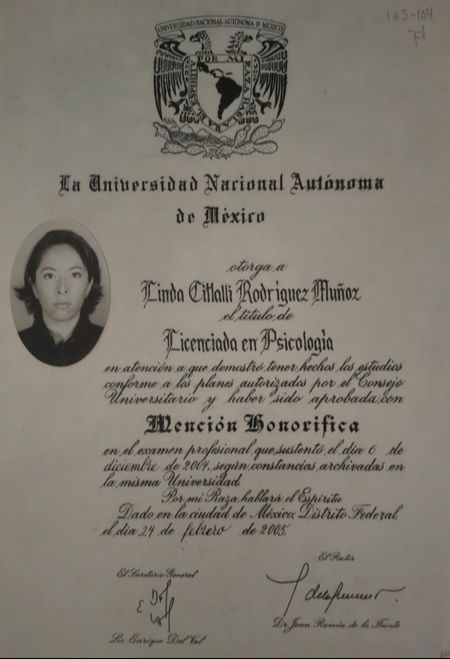 165-104
UNIVERSIDAD NACIONAL AUTÓNOMA D MEXICO
POR MI RAZA HABLARA EL ESPIRITU
La Universidad Nacional Autónoma
de México
otorga a
Linda Citlalli Rodríguez Muñoz
el título de
Licenciada en Psicología
en atención a que demostró tener hechos los estudios
conforme a los planes autorizados por el Consejo
Universitario y haber sido aprobada con
Mención Honorífica
en el examen profesional que sustentó el día 6 de
diciembre de 2004, según constancias archivadas en
la misma Universidad
Por mi Raza hablará el Espíritu
Dado en la ciudad de México, Distrito Federal,
el día 24 de febrero de 2005.
El Secretario General
El Rector
Lic Enrique Del Val
Dr. Juan Ramón de la Fuente